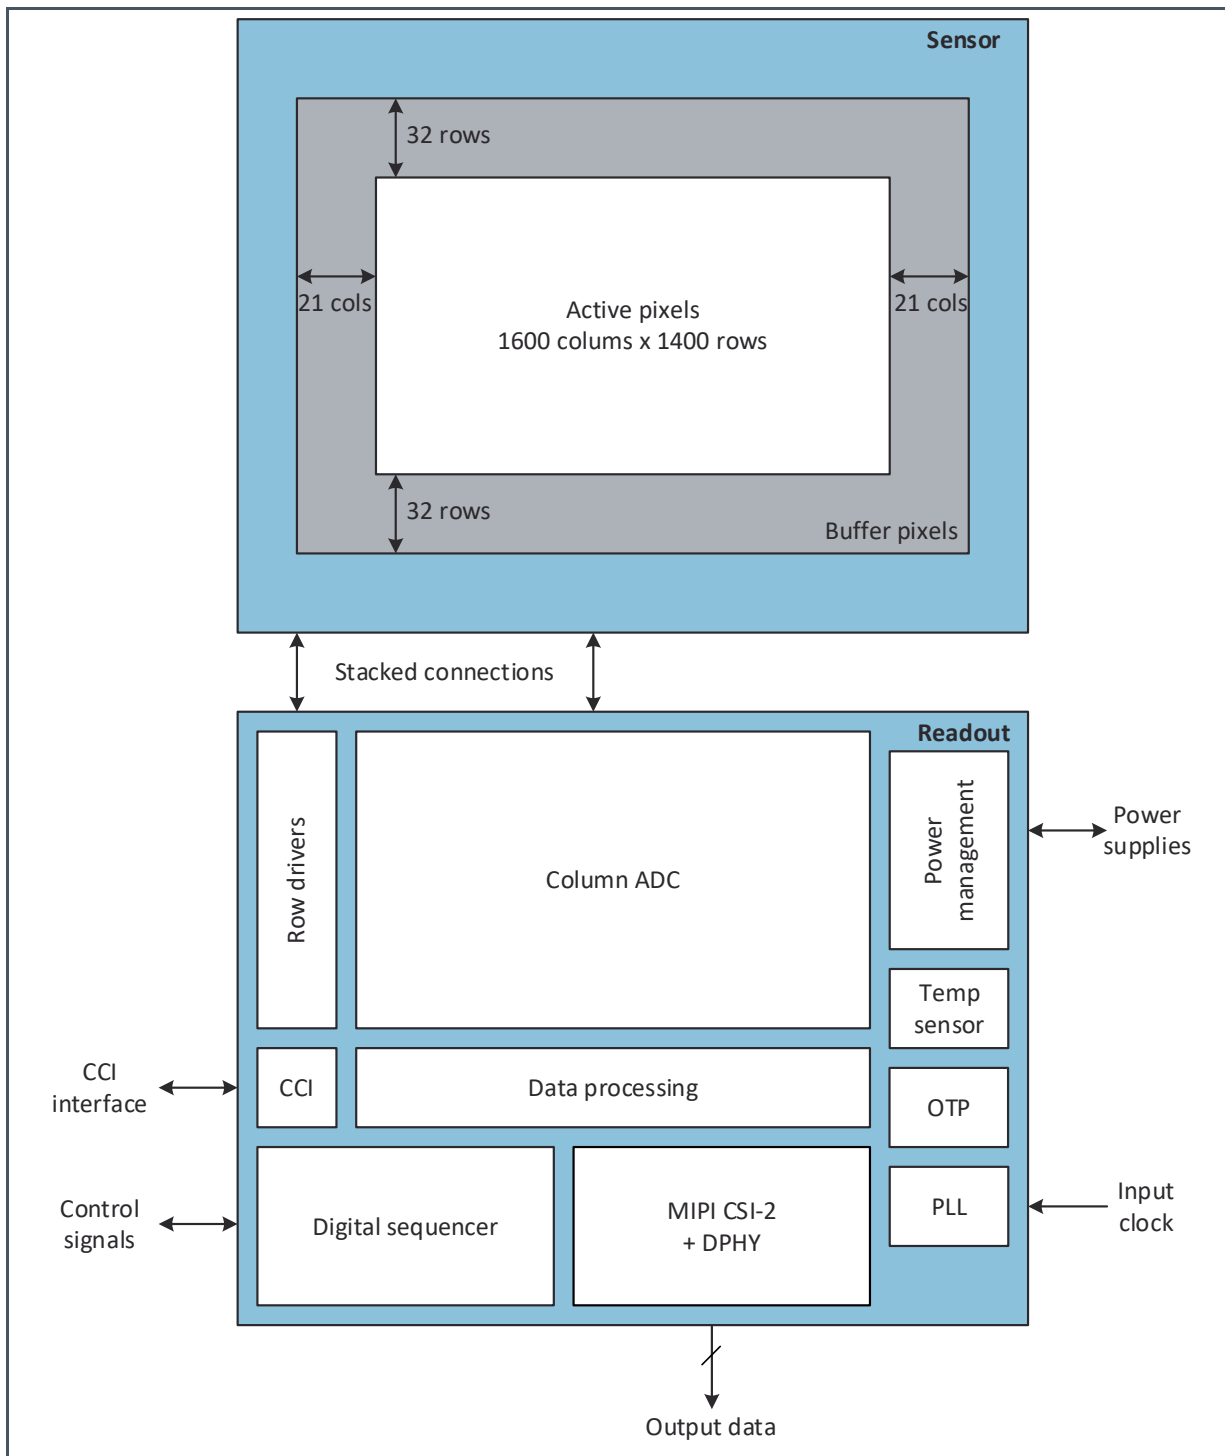 Sensor
32 rows
21 cols
21 cols
Active pixels
1600 colums x 1400 rows
32 rows
Buffer pixels
Stacked connections
Readout
Row drivers
Column ADC
Power
management
Power
supplies
Temp
sensor
CCI
interface
CCI
Data processing
OTP
Control
signals
Digital sequencer
MIPI CSI-2
+ DPHY
PLL
Input
clock
Output data